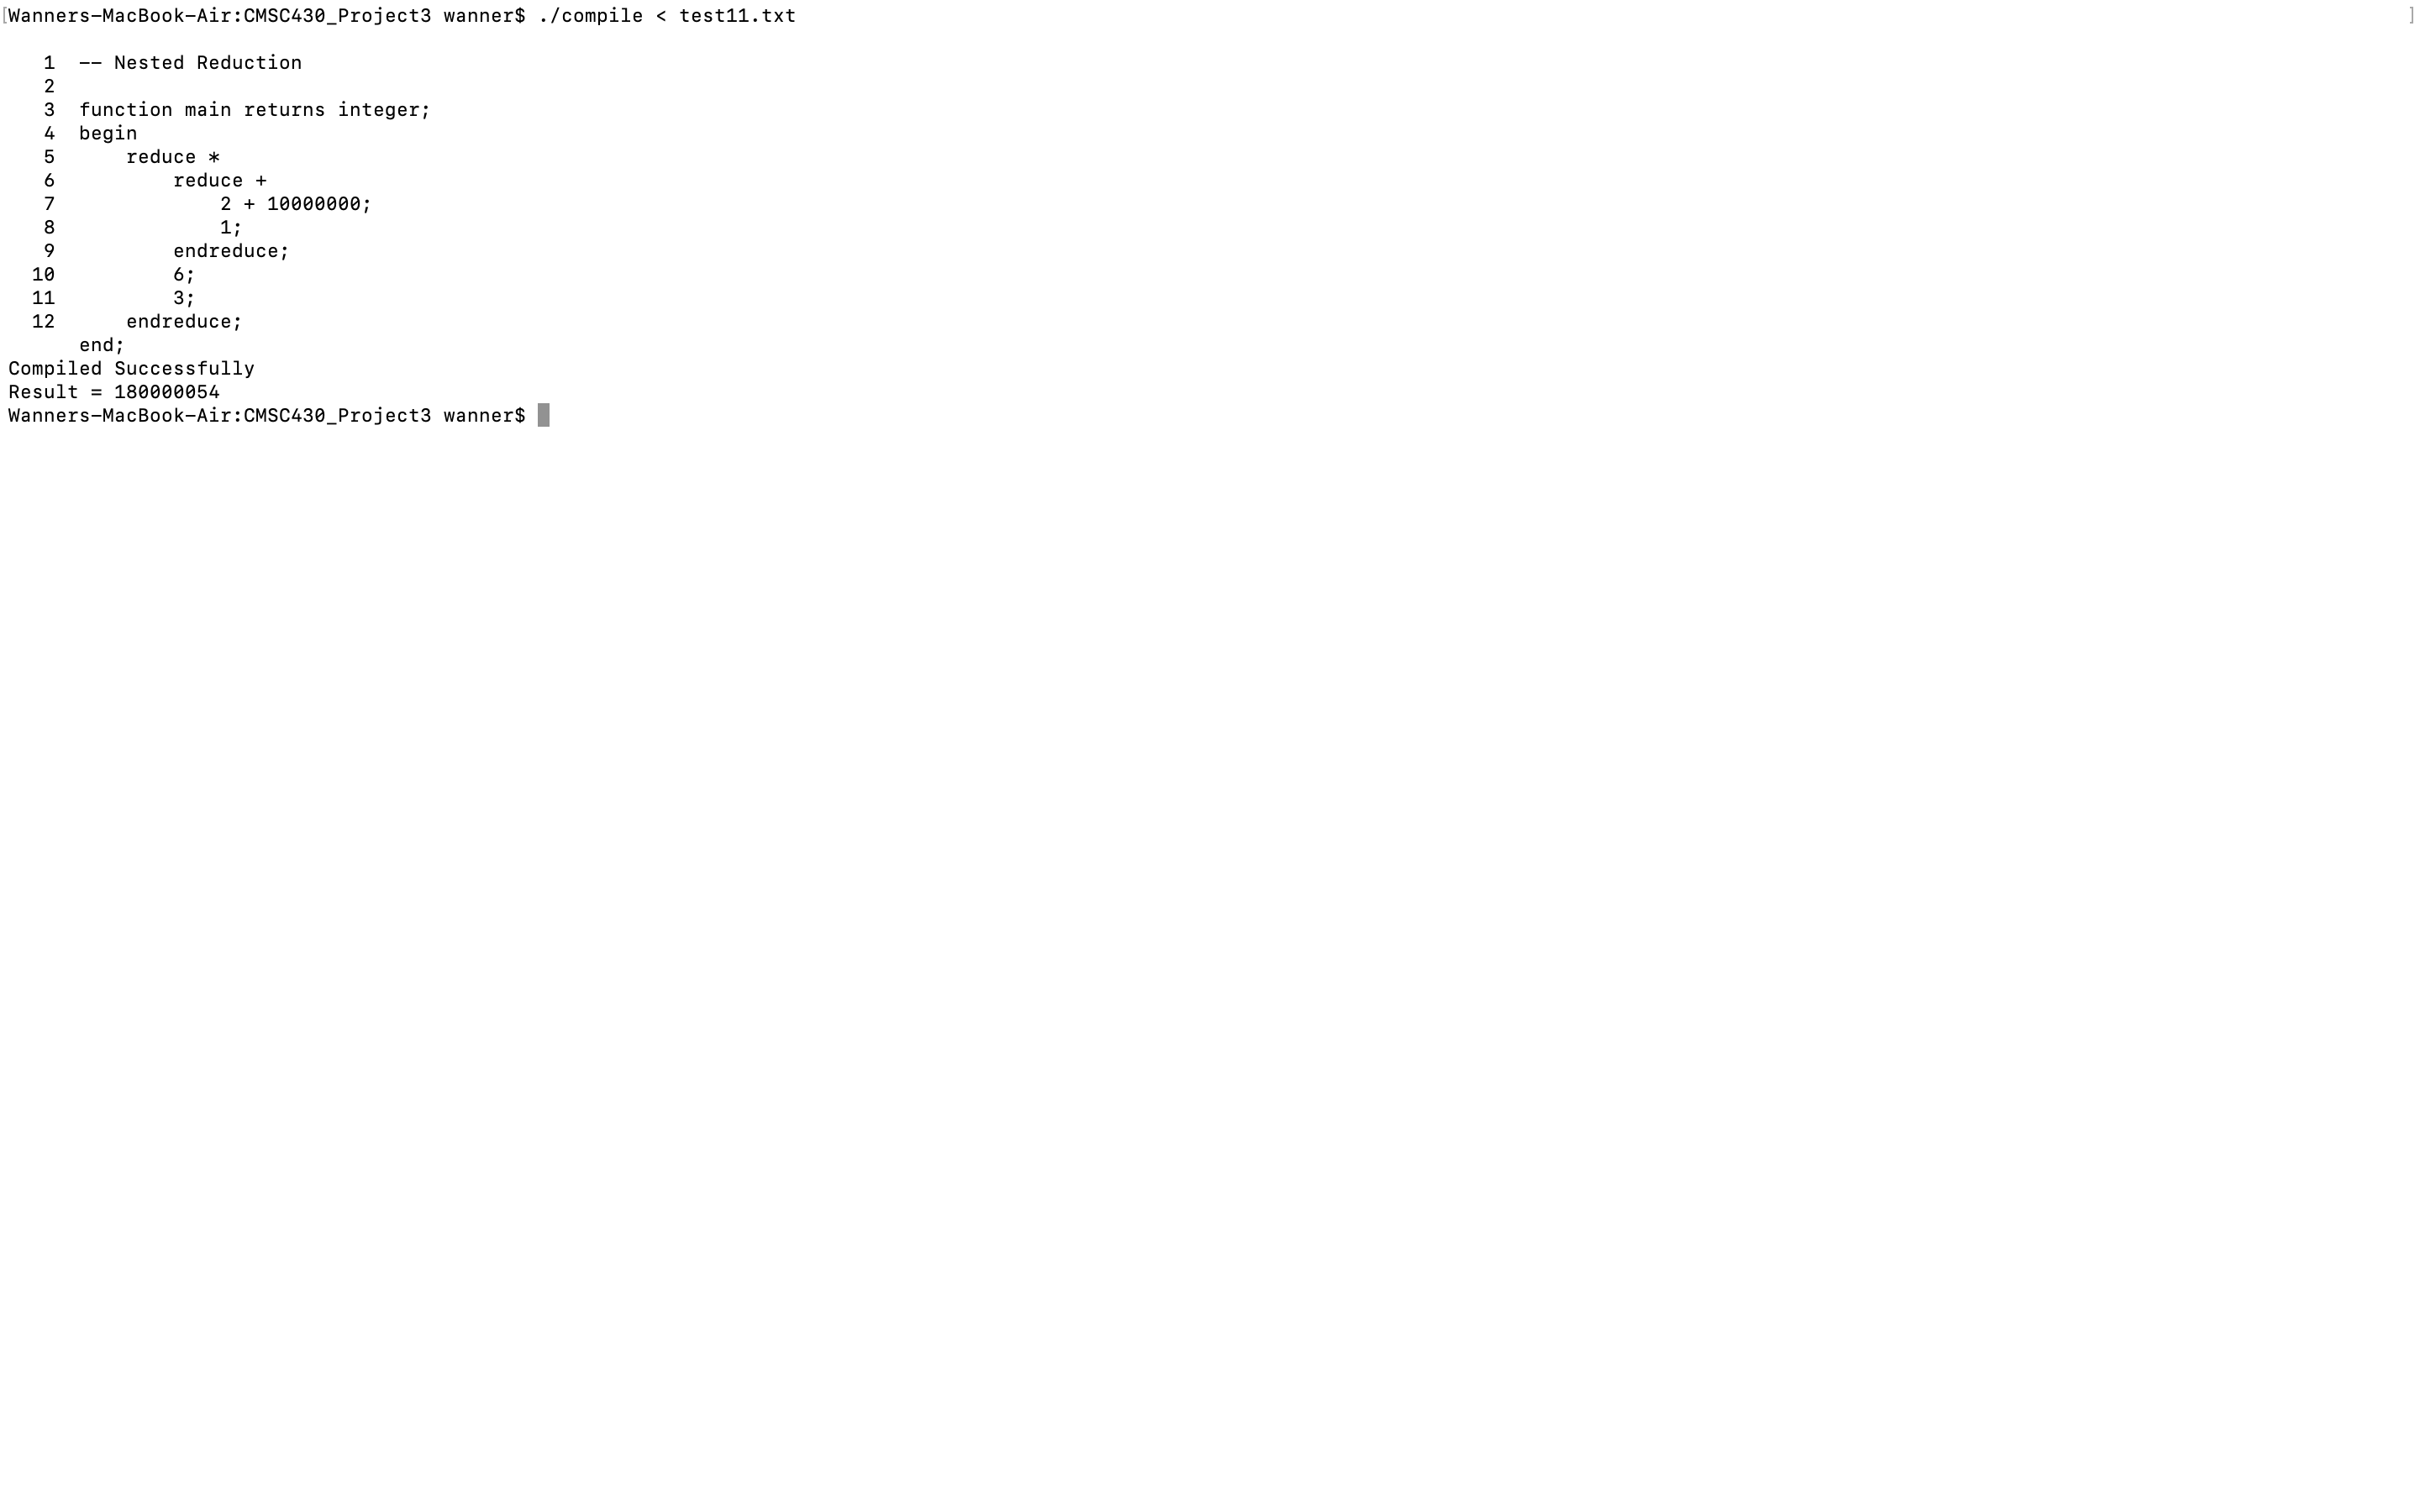 [Wanners-MacBook-Air:CMSC430_Project3 wanner$ ./compile < test11.txt ]

   1  -- Nested Reduction
   2
   3  function main returns integer;
   4  begin
   5      reduce *
   6          reduce +
   7              2 + 10000000;
   8              1;
   9          endreduce;
  10          6;
  11          3;
  12      endreduce;
      end;
Compiled Successfully
Result = 180000054
Wanners-MacBook-Air:CMSC430_Project3 wanner$